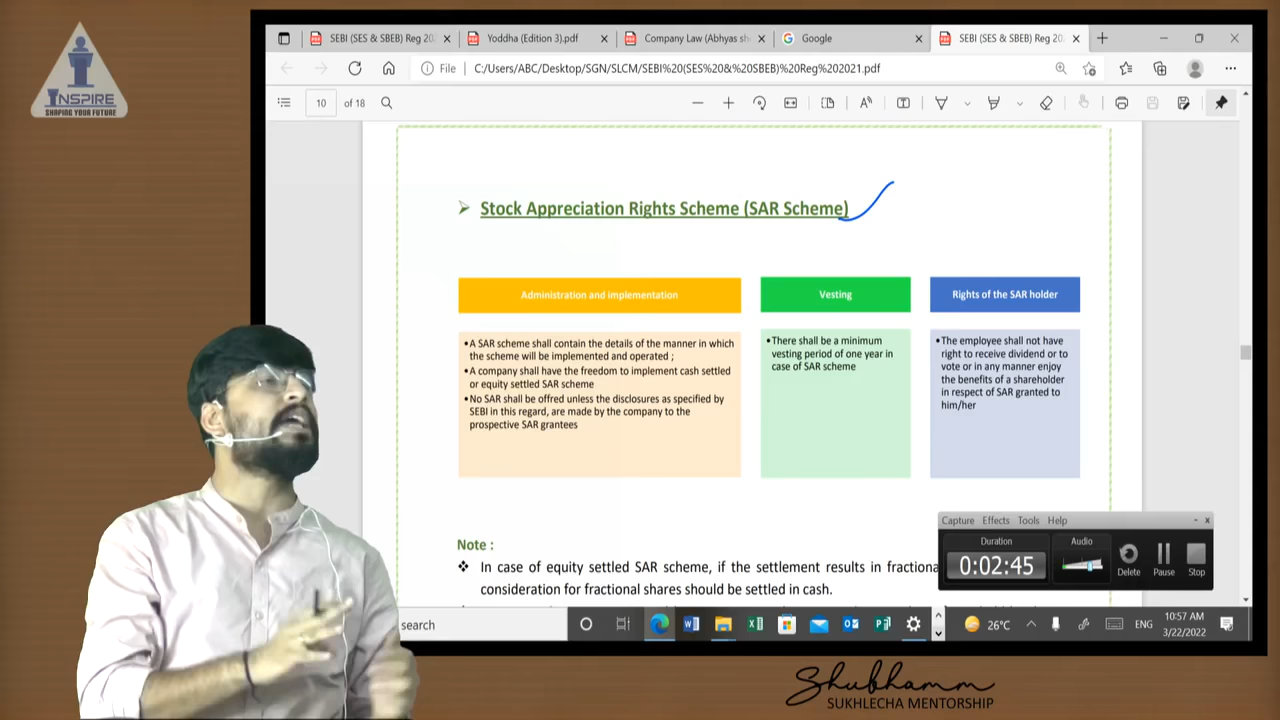 INSPIRE
SHAPING YOUR FUTURE
SEBI (SES & SBEB) Reg 20
Yoddha (Edition 3).pdf
Company Law (Abhyas sh
Google
SEBI (SES & SBEB) Reg 20
File
C:/Users/ABC/Desktop/SGN/SLCM/SEBI%20(SES%20&%20SBEB)%20Reg%202021.pdf
10 of 18
Stock Appreciation Rights Scheme (SAR Scheme)
Administration and implementation
•A SAR scheme shall contain the details of the manner in which
the scheme will be implemented and operated ;
•A company shall have the freedom to implement cash settled
or equity settled SAR scheme
•No SAR shall be offred unless the disclosures as specified by
SEBI in this regard, are made by the company to the
prospective SAR grantees
Vesting
•There shall be a minimum
vesting period of one year in
case of SAR scheme
Rights of the SAR holder
•The employee shall not have
right to receive dividend or to
vote or in any manner enjoy
the benefits of a shareholder
in respect of SAR granted to
him/her
Note :
❖ In case of equity settled SAR scheme, if the settlement results in fractiona
consideration for fractional shares should be settled in cash.
Capture Effects Tools Help
Duration
0:02:45
Audio
Delete
Pause
Stop
search
26°C
ENG
10:57 AM
3/22/2022
Shubhamm
SUKHLECHA MENTORSHIP